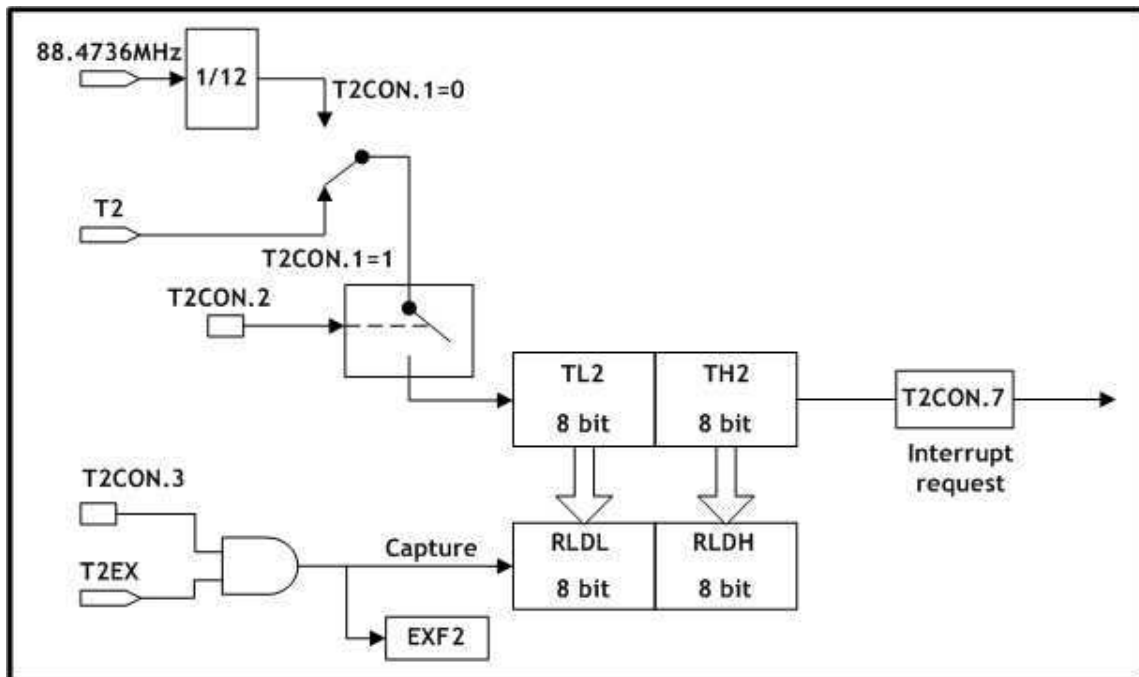 88.4736MHz
1/12
T2CON.1=0
T2
T2CON.1=1
T2CON.2
TL2
8 bit
TH2
8 bit
T2CON.7
Interrupt
request
T2CON.3
T2EX
Capture
RLDL
8 bit
RLDH
8 bit
EXF2